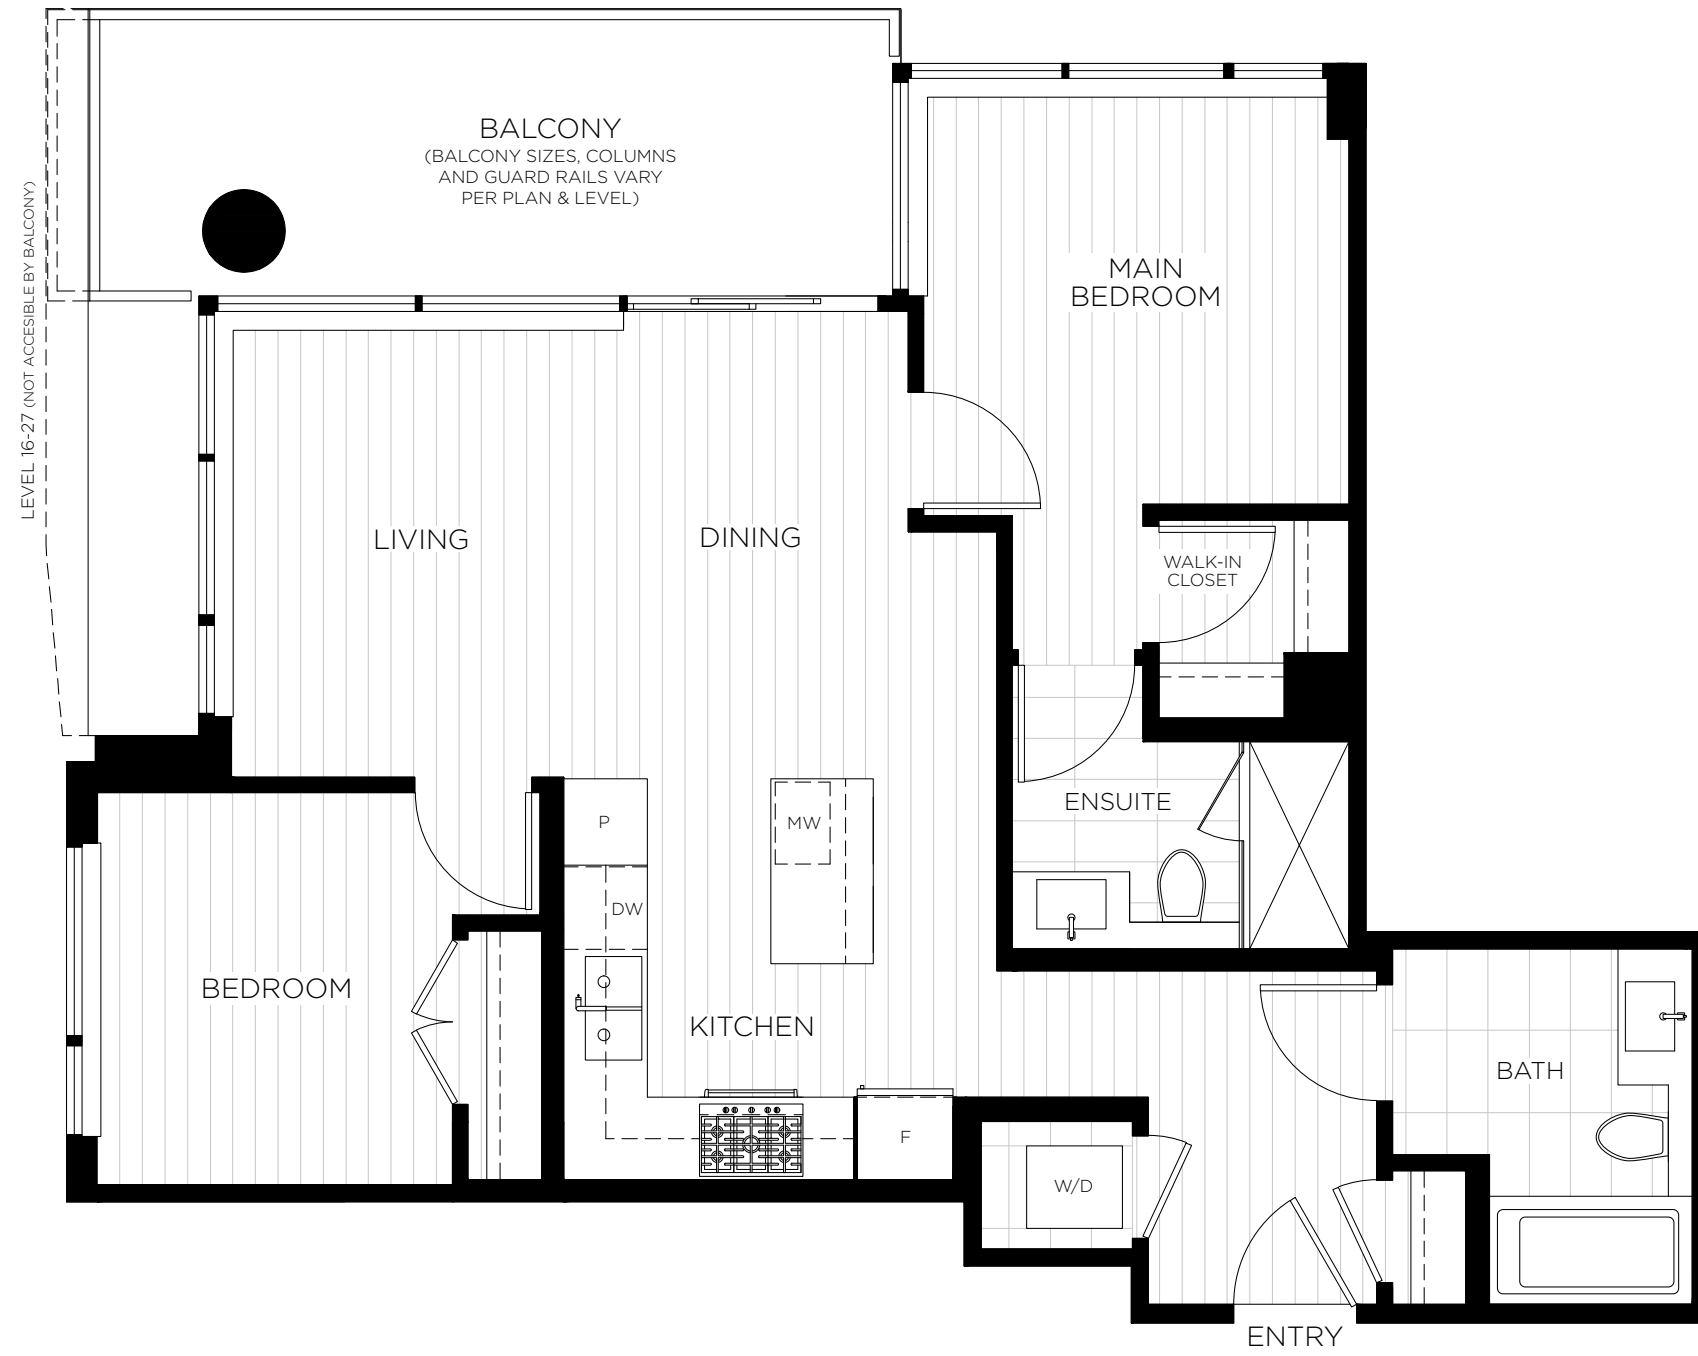 BALCONY
(BALCONY SIZES, COLUMNS
AND GUARD RAILS VARY
PER PLAN & LEVEL)
LEVEL 16-27 (NOT ACCESIBLE BY BALCONY)
MAIN
BEDROOM
LIVING
DINING
WALK-IN
CLOSET
ENSUITE
P
MW
DW
BEDROOM
KITCHEN
BATH
F
W/D
ENTRY